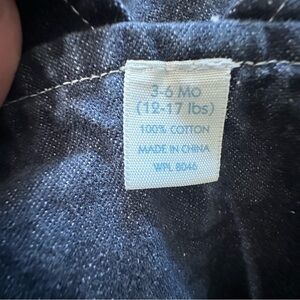 3-6 MO
(12-17 lbs)
100% COTTON
MADE IN CHINA
WPL 8046